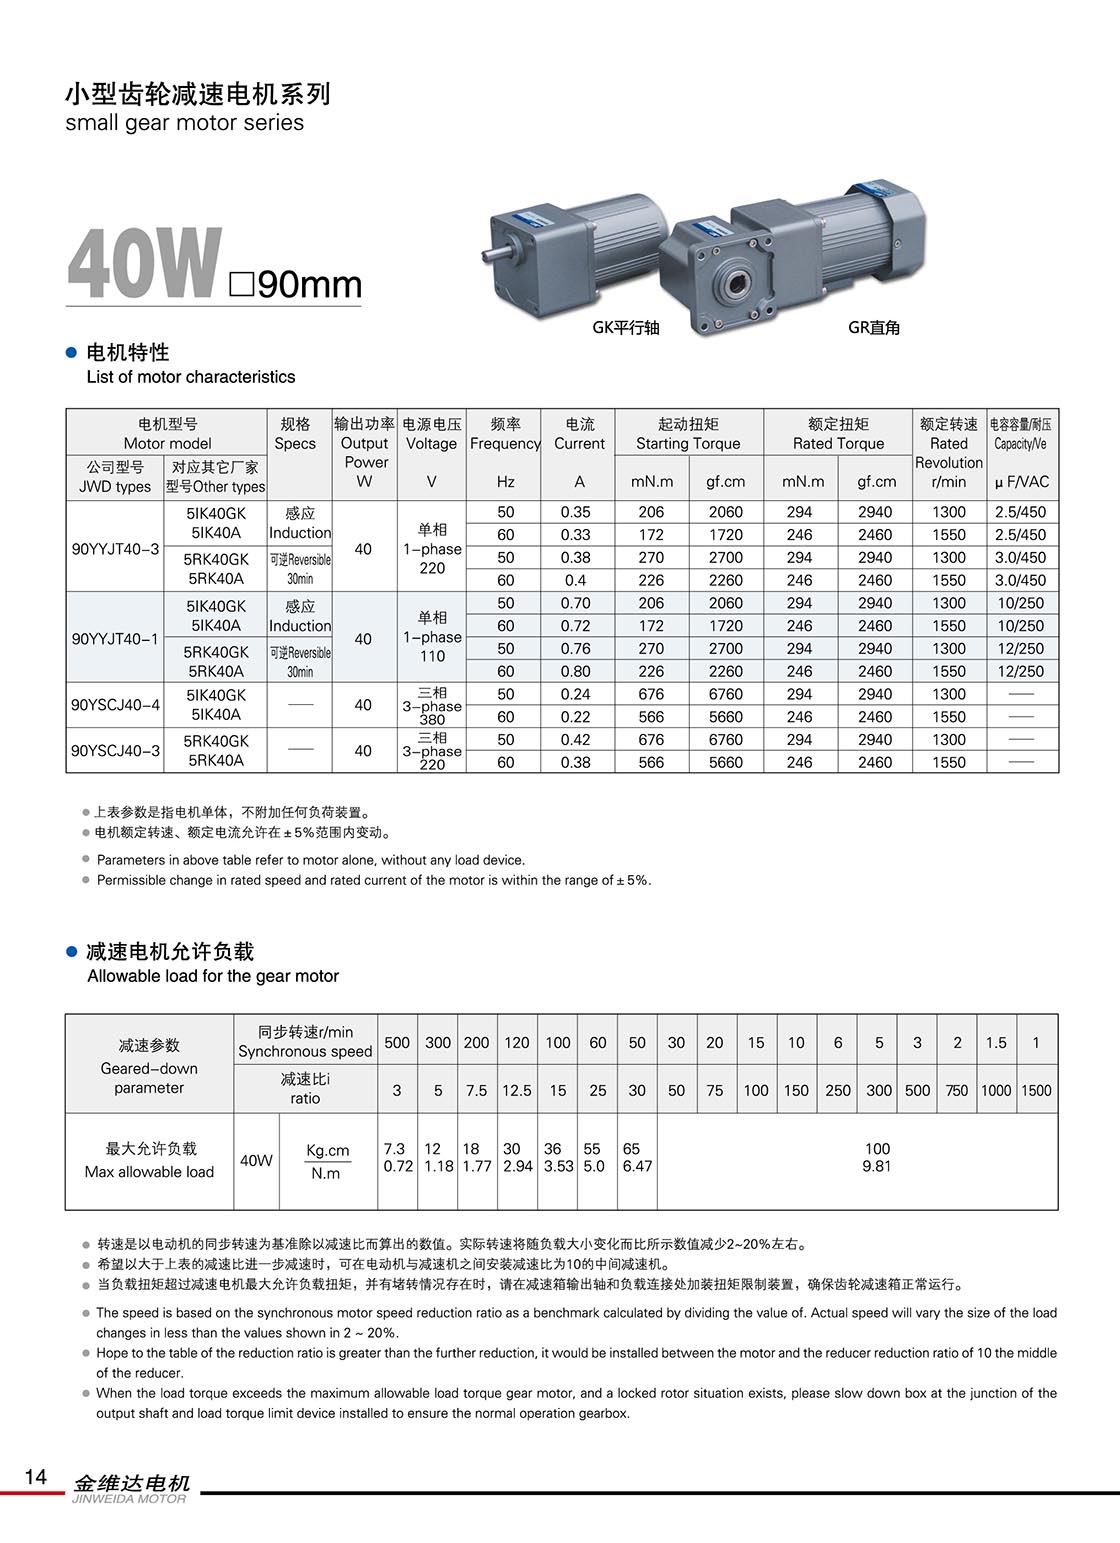 小型齿轮减速电机系列
small gear motor series
40W □90mm
GK平行轴
GR直角
● 电机特性
List of motor characteristics
电机型号 规格 输出功率 电源电压 频率 电流 起动扭矩 额定扭矩 额定转速 电容容量/耐压
Motor model Specs Output Power W Voltage V Frequency Hz Current A Starting Torque Rated Torque Rated Revolution r/min Capacity/Ve μF/VAC
公司型号 JWD types 对应其它厂家型号Other types mN.m gf.cm mN.m gf.cm
90YYJT40-3 5IK40GK 5IK40A 感应 Induction 40 单相 1-phase 220 50 0.35 206 2060 294 2940 1300 2.5/450
60 0.33 172 1720 246 2460 1550 2.5/450
5RK40GK 5RK40A 可逆Reversible 30min 50 0.38 270 2700 294 2940 1300 3.0/450
60 0.4 226 2260 246 2460 1550 3.0/450
90YYJT40-1 5IK40GK 5IK40A 感应 Induction 40 单相 1-phase 110 50 0.70 206 2060 294 2940 1300 10/250
60 0.72 172 1720 246 2460 1550 10/250
5RK40GK 5RK40A 可逆Reversible 30min 50 0.76 270 2700 294 2940 1300 12/250
60 0.80 226 2260 246 2460 1550 12/250
90YSCJ40-4 5IK40GK 5IK40A —— 40 三相 3-phase 380 50 0.24 676 6760 294 2940 1300 ——
60 0.22 566 5660 246 2460 1550 ——
90YSCJ40-3 5RK40GK 5RK40A —— 40 三相 3-phase 220 50 0.42 676 6760 294 2940 1300 ——
60 0.38 566 5660 246 2460 1550 ——
● 上表参数是指电机单体，不附加任何负荷装置。
● 电机额定转速、额定电流允许在±5%范围内变动。
● Parameters in above table refer to motor alone, without any load device.
● Permissible change in rated speed and rated current of the motor is within the range of ± 5%.
● 减速电机允许负载
Allowable load for the gear motor
减速参数 Geared-down parameter 同步转速r/min Synchronous speed 500 300 200 120 100 60 50 30 20 15 10 6 5 3 2 1.5 1
减速比i ratio 3 5 7.5 12.5 15 25 30 50 75 100 150 250 300 500 750 1000 1500
最大允许负载 Max allowable load 40W Kg.cm 7.3 12 18 30 36 55 65 100
N.m 0.72 1.18 1.77 2.94 3.53 5.0 6.47 9.81
● 转速是以电动机的同步转速为基准除以减速比而算出的数值。实际转速将随负载大小变化而比所示数值减少2~20%左右。
● 希望以大于上表的减速比进一步减速时，可在电动机与减速机之间安装减速比为10的中间减速机。
● 当负载扭矩超过减速电机最大允许负载扭矩，并有堵转情况存在时，请在减速箱输出轴和负载连接处加装扭矩限制装置，确保齿轮减速箱正常运行。
● The speed is based on the synchronous motor speed reduction ratio as a benchmark calculated by dividing the value of. Actual speed will vary the size of the load
changes in less than the values shown in 2 ~ 20%.
● Hope to the table of the reduction ratio is greater than the further reduction, it would be installed between the motor and the reducer reduction ratio of 10 the middle
of the reducer.
● When the load torque exceeds the maximum allowable load torque gear motor, and a locked rotor situation exists, please slow down box at the junction of the
output shaft and load torque limit device installed to ensure the normal operation gearbox.
14 金维达电机
JINWEIDA MOTOR